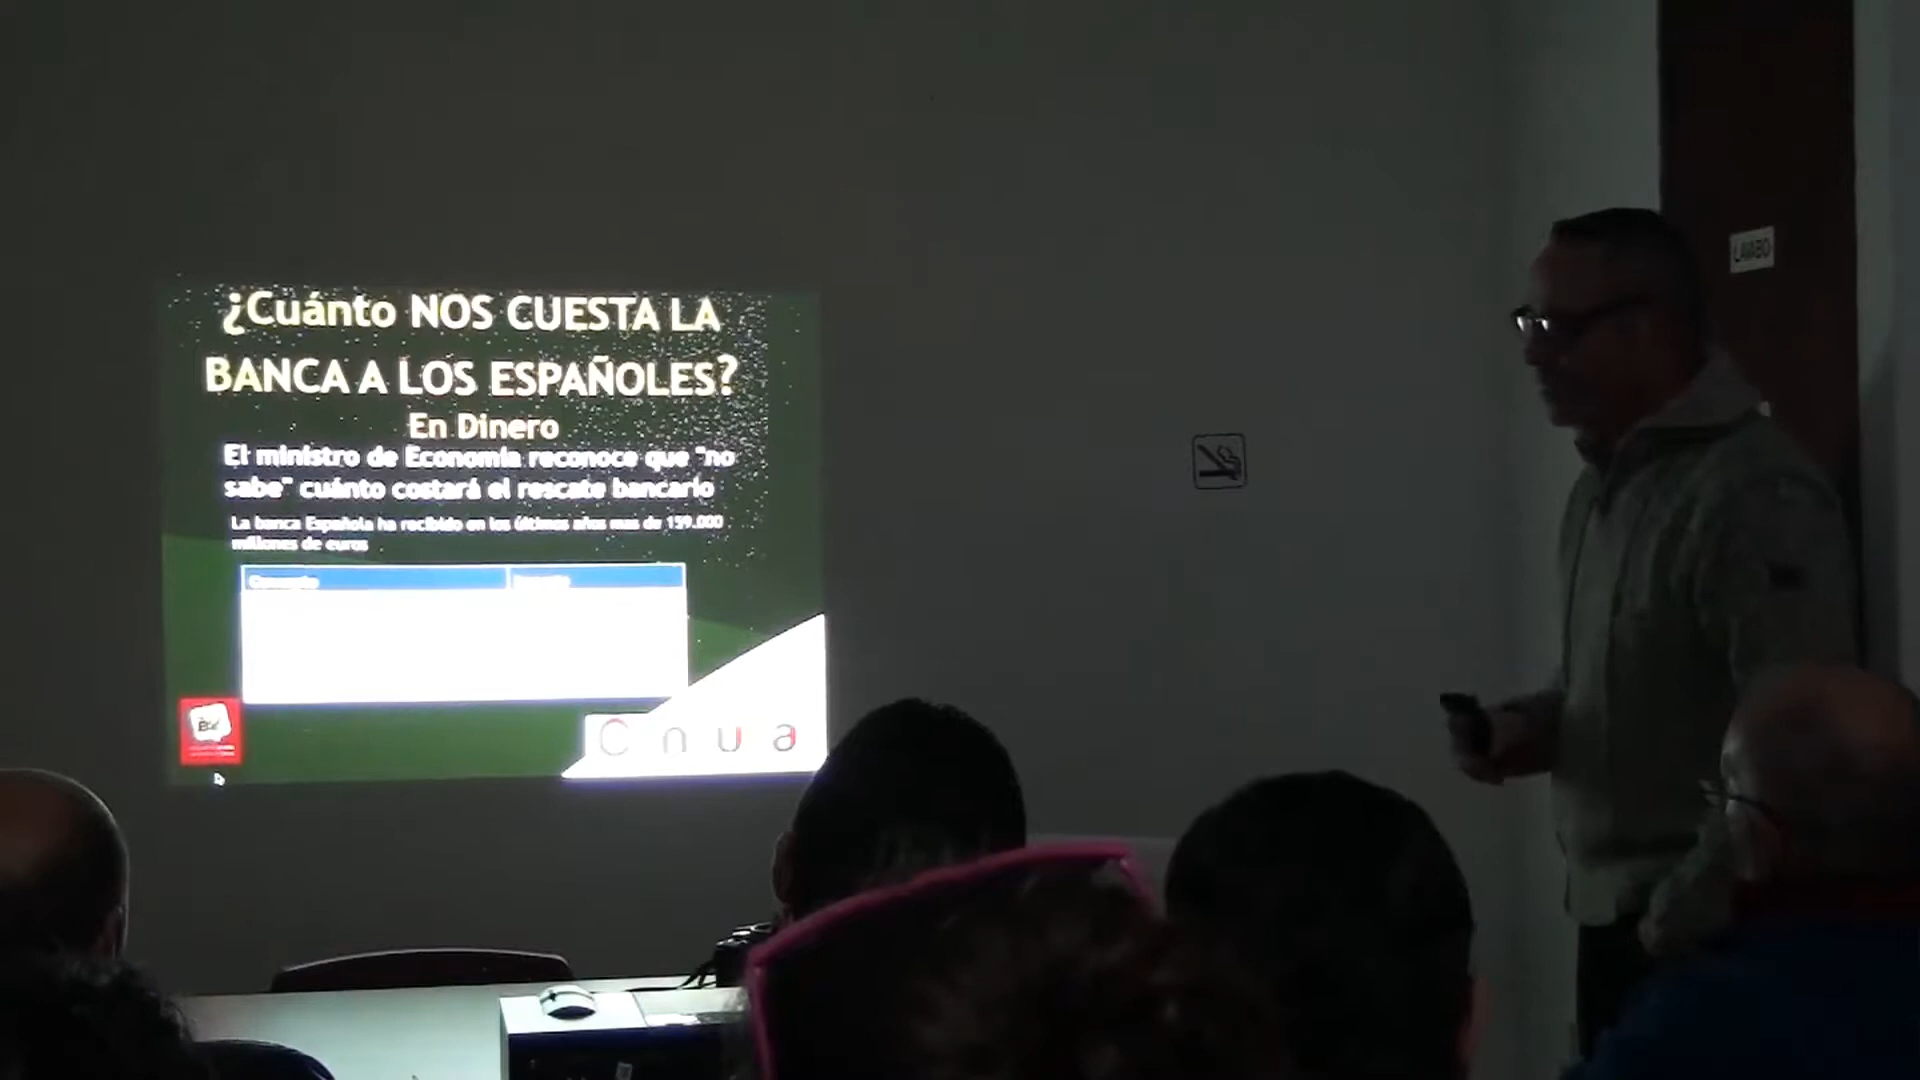 ¿Cuánto NOS CUESTA LA
BANCA A LOS ESPAÑOLES?
En Dinero
El ministro de Economía reconoce que "no
sabe" cuánto costará el rescate bancario
La banca Española ha recibido en los últimos años mas de 159.000
millones de euros
Cnua
LAVABO